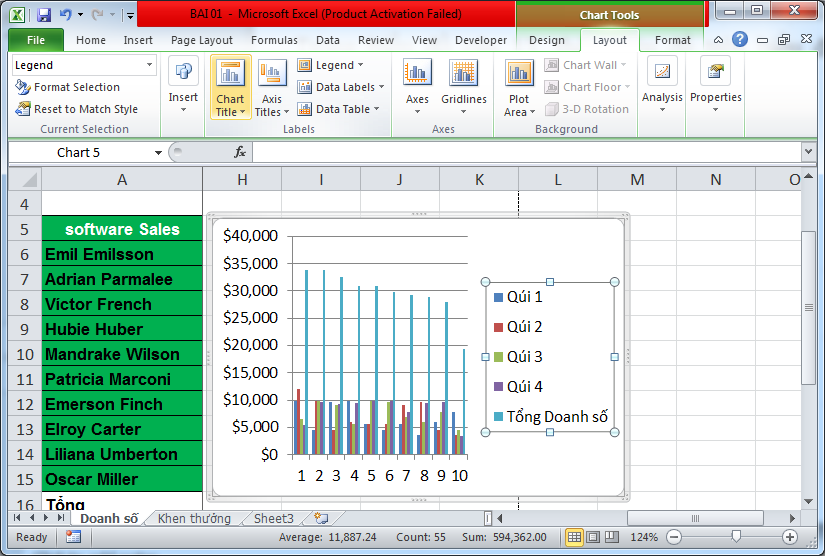 BAI 01 - Microsoft Excel (Product Activation Failed)
Chart Tools
File Home Insert Page Layout Formulas Data Review View Developer Design Layout Format
Legend
Format Selection
Reset to Match Style
Current Selection
Insert
Chart Title
Axis Titles
Legend
Data Labels
Data Table
Labels
Axes
Gridlines
Axes
Plot Area
Chart Wall
Chart Floor
3-D Rotation
Background
Analysis
Properties
Chart 5
fx
A H I J K L M N O
4
5 software Sales
6 Emil Emilsson
7 Adrian Parmalee
8 Victor French
9 Hubie Huber
10 Mandrake Wilson
11 Patricia Marconi
12 Emerson Finch
13 Elroy Carter
14 Liliana Umberton
15 Oscar Miller
16 Tổng
$40,000
$35,000
$30,000
$25,000
$20,000
$15,000
$10,000
$5,000
$0
1 2 3 4 5 6 7 8 9 10
Qúi 1
Qúi 2
Qúi 3
Qúi 4
Tổng Doanh số
Doanh số Khen thưởng Sheet3
Ready Average: 11,887.24 Count: 55 Sum: 594,362.00 124%